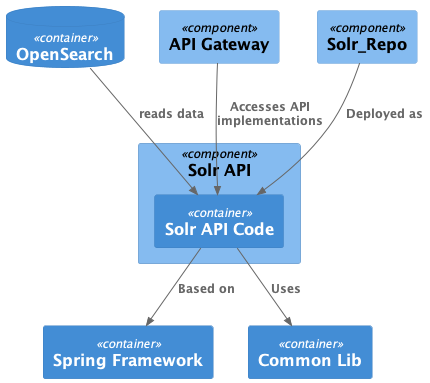 «container»
OpenSearch
«component»
API Gateway
«component»
Solr_Repo
reads data
Accesses API
implementations
Deployed as
«component»
Solr API
«container»
Solr API Code
Based on
Uses
«container»
Spring Framework
«container»
Common Lib